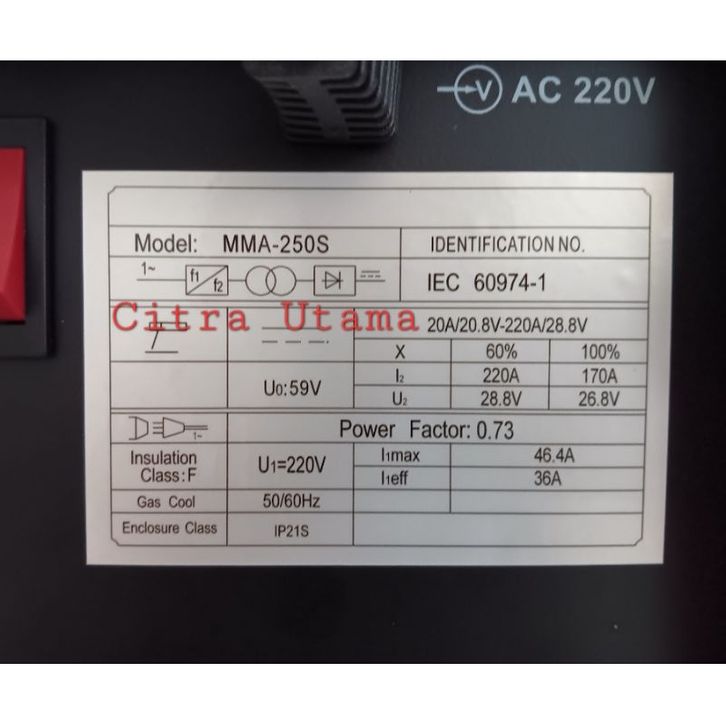 V AC 220V
Model: MMA-250S IDENTIFICATION NO.
1~ f1 f2 IEC 60974-1
Citra Utama 20A/20.8V-220A/28.8V
X 60% 100%
U0:59V I2 220A 170A
U2 28.8V 26.8V
1~ Power Factor: 0.73
Insulation Class:F U1=220V I1max 46.4A
I1eff 36A
Gas Cool 50/60Hz
Enclosure Class IP21S